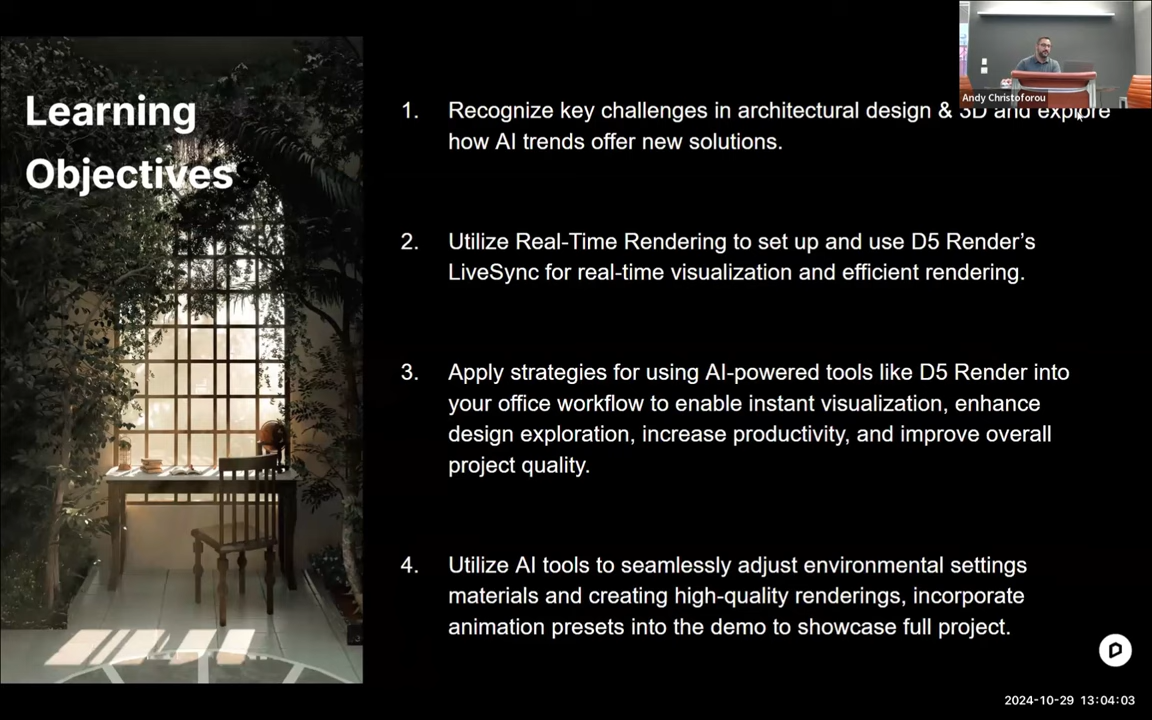 Learning
Objectives
Andy Christoforou
1. Recognize key challenges in architectural design & 3D and explore
how AI trends offer new solutions.
2. Utilize Real-Time Rendering to set up and use D5 Render’s
LiveSync for real-time visualization and efficient rendering.
3. Apply strategies for using AI-powered tools like D5 Render into
your office workflow to enable instant visualization, enhance
design exploration, increase productivity, and improve overall
project quality.
4. Utilize AI tools to seamlessly adjust environmental settings
materials and creating high-quality renderings, incorporate
animation presets into the demo to showcase full project.
2024-10-29 13:04:03